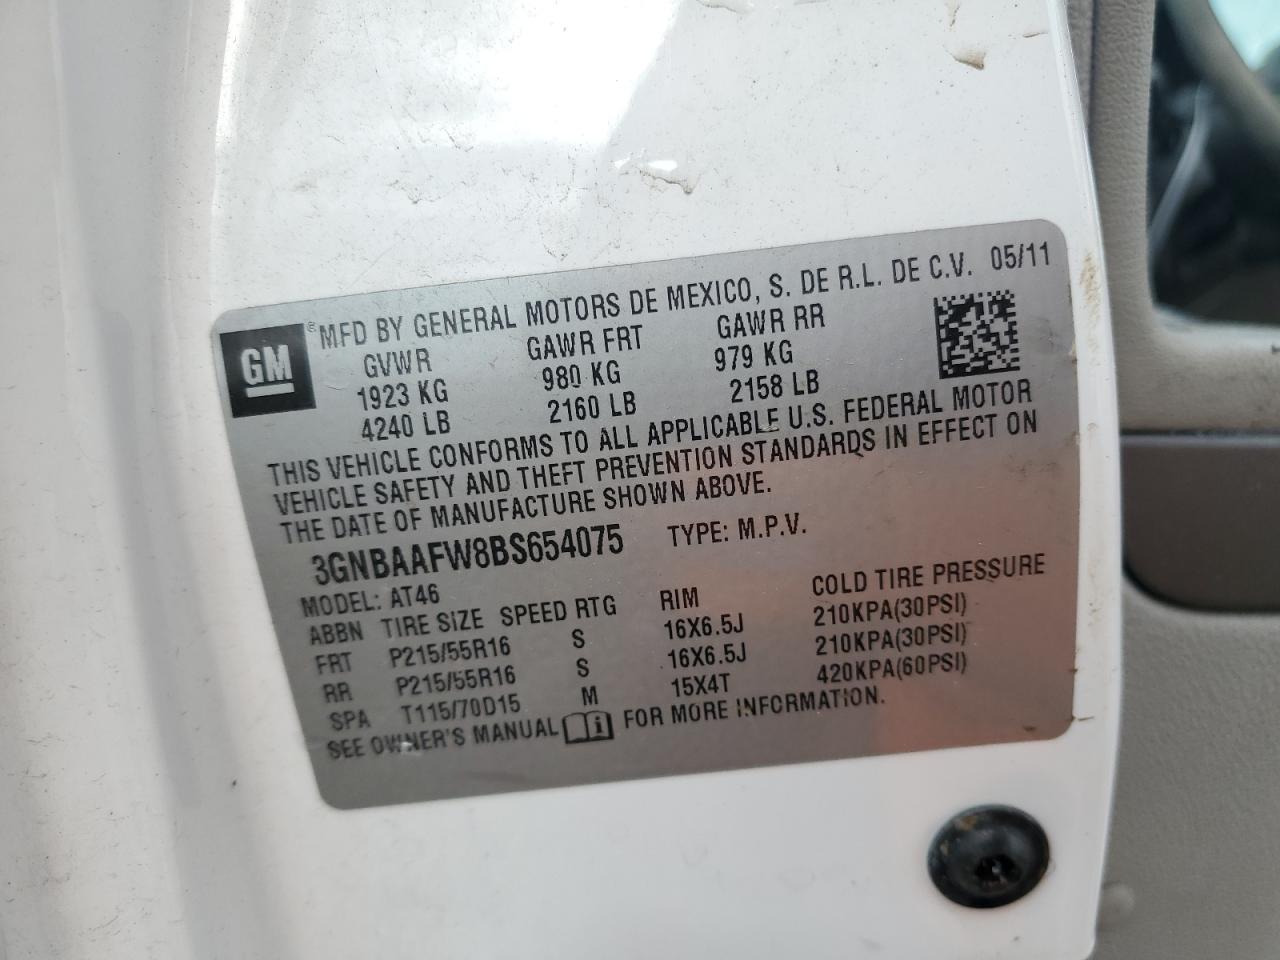 GM
® MFD BY GENERAL MOTORS DE MEXICO, S. DE R.L. DE C.V. 05/11
GVWR GAWR FRT GAWR RR
1923 KG 980 KG 979 KG
4240 LB 2160 LB 2158 LB
THIS VEHICLE CONFORMS TO ALL APPLICABLE U.S. FEDERAL MOTOR
VEHICLE SAFETY AND THEFT PREVENTION STANDARDS IN EFFECT ON
THE DATE OF MANUFACTURE SHOWN ABOVE.
3GNBAAFW8BS654075 TYPE: M.P.V.
MODEL: AT46
ABBN TIRE SIZE SPEED RTG RIM COLD TIRE PRESSURE
FRT P215/55R16 S 16X6.5J 210KPA(30PSI)
RR P215/55R16 S 16X6.5J 210KPA(30PSI)
SPA T115/70D15 M 15X4T 420KPA(60PSI)
SEE OWNER'S MANUAL i FOR MORE INFORMATION.